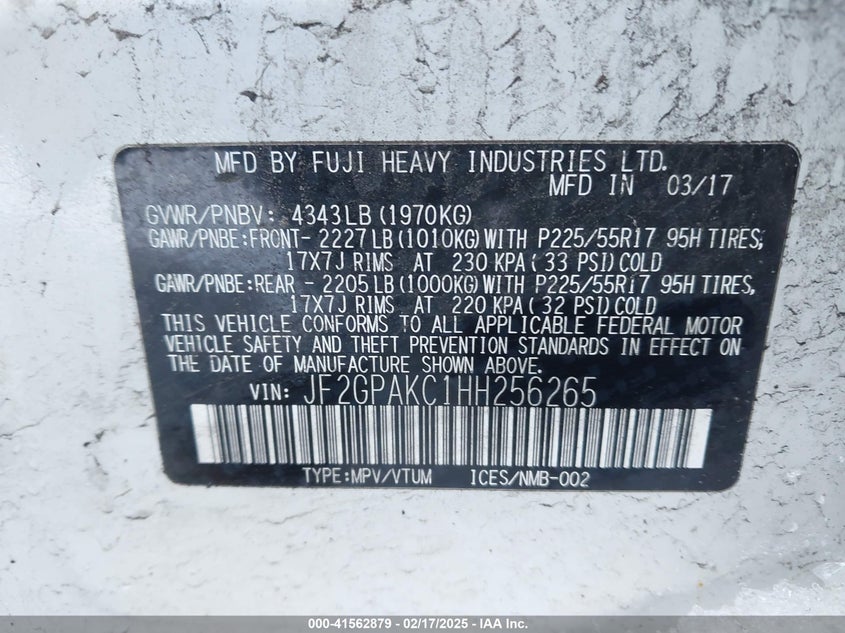 MFD BY FUJI HEAVY INDUSTRIES LTD.
MFD IN 03/17
GVWR/PNBV: 4343LB(1970KG)
GAWR/PNBE:FRONT-2227LB(1010KG)WITH P225/55R17 95H TIRES,
17X7J RIMS AT 230 KPA(33 PSI)COLD
GAWR/PNBE:REAR -2205LB(1000KG)WITH P225/55R17 95H TIRES,
17X7J RIMS AT 220 KPA(32 PSI)COLD
THIS VEHICLE CONFORMS TO ALL APPLICABLE FEDERAL MOTOR
VEHICLE SAFETY AND THEFT PREVENTION STANDARDS IN EFFECT ON
THE DATE OF MANUFACTURE SHOWN ABOVE.
VIN: JF2GPAKC1HH256265
TYPE:MPV/VTUM ICES/NMB-002
000-41562879 - 02/17/2025 - IAA Inc.